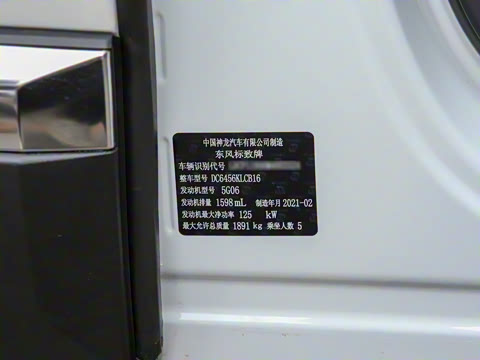 中国神龙汽车有限公司制造
东风标致牌
车辆识别代号
整车型号 DC6456KLCB16
发动机型号 5G06
发动机排量 1598 mL 制造年月 2021-02
发动机最大净功率 125 kW
最大允许总质量 1891 kg 乘坐人数 5